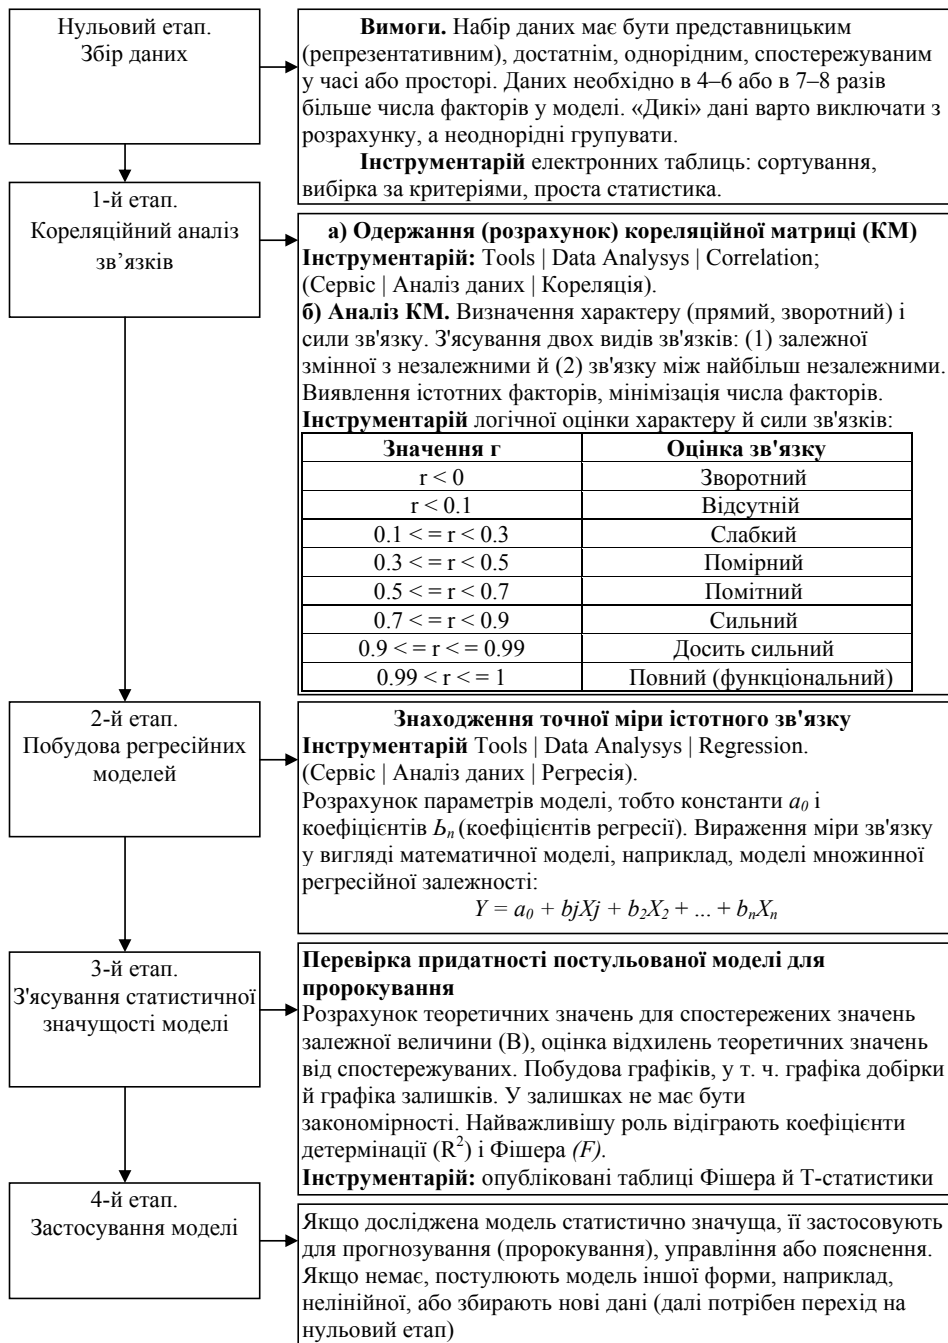 Нульовий етап.
Збір даних
Вимоги. Набір даних має бути представницьким
(репрезентативним), достатнім, однорідним, спостережуваним
у часі або просторі. Даних необхідно в 4–6 або в 7–8 разів
більше числа факторів у моделі. «Дикі» дані варто виключати з
розрахунку, а неоднорідні групувати.
Інструментарій електронних таблиць: сортування,
вибірка за критеріями, проста статистика.
1-й етап.
Кореляційний аналіз
зв’язків
а) Одержання (розрахунок) кореляційної матриці (КМ)
Інструментарій: Tools | Data Analysys | Correlation;
(Сервіс | Аналіз даних | Кореляція).
б) Аналіз КМ. Визначення характеру (прямий, зворотний) і
сили зв'язку. З'ясування двох видів зв'язків: (1) залежної
змінної з незалежними й (2) зв'язку між найбільш незалежними.
Виявлення істотних факторів, мінімізація числа факторів.
Інструментарій логічної оцінки характеру й сили зв'язків:
Значення г Оцінка зв'язку
r < 0 Зворотний
r < 0.1 Відсутній
0.1 < = r < 0.3 Слабкий
0.3 < = r < 0.5 Помірний
0.5 < = r < 0.7 Помітний
0.7 < = r < 0.9 Сильний
0.9 < = r < = 0.99 Досить сильний
0.99 < r < = 1 Повний (функціональний)
2-й етап.
Побудова регресійних
моделей
Знаходження точної міри істотного зв'язку
Інструментарій Tools | Data Analysys | Regression.
(Сервіс | Аналіз даних | Регресія).
Розрахунок параметрів моделі, тобто константи a0 і
коефіцієнтів Ьn (коефіцієнтів регресії). Вираження міри зв'язку
у вигляді математичної моделі, наприклад, моделі множинної
регресійної залежності:
Y = a0 + bjXj + b2X2 + ... + bnXn
3-й етап.
З'ясування статистичної
значущості моделі
Перевірка придатності постульованої моделі для
пророкування
Розрахунок теоретичних значень для спостережених значень
залежної величини (В), оцінка відхилень теоретичних значень
від спостережуваних. Побудова графіків, у т. ч. графіка добірки
й графіка залишків. У залишках не має бути
закономірності. Найважливішу роль відіграють коефіцієнти
детермінації (R2) і Фішера (F).
Інструментарій: опубліковані таблиці Фішера й Т-статистики
4-й етап.
Застосування моделі
Якщо досліджена модель статистично значуща, її застосовують
для прогнозування (пророкування), управління або пояснення.
Якщо немає, постулюють модель іншої форми, наприклад,
нелінійної, або збирають нові дані (далі потрібен перехід на
нульовий етап)